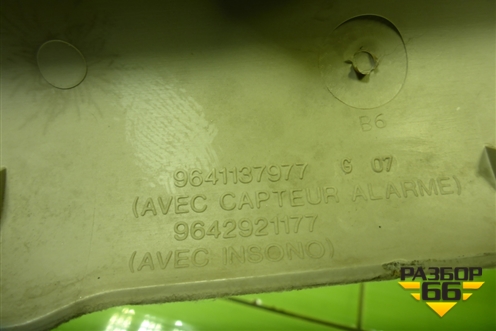 B6
9641137977 G 07
(AVEC CAPTEUR ALARME)
9642921177
(AVEC INSONO)
РАЗБОР
66